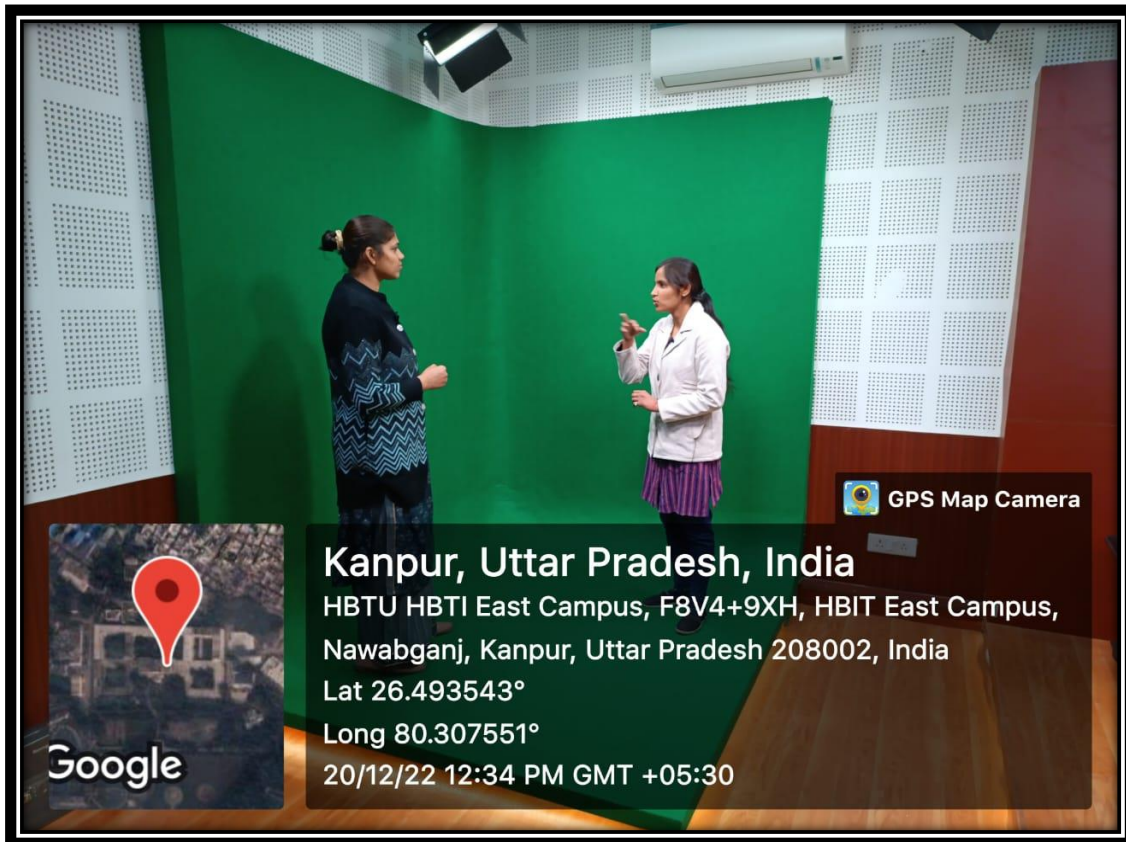 GPS Map Camera
Kanpur, Uttar Pradesh, India
HBTU HBTI East Campus, F8V4+9XH, HBIT East Campus,
Nawabganj, Kanpur, Uttar Pradesh 208002, India
Lat 26.493543°
Long 80.307551°
20/12/22 12:34 PM GMT +05:30
Google